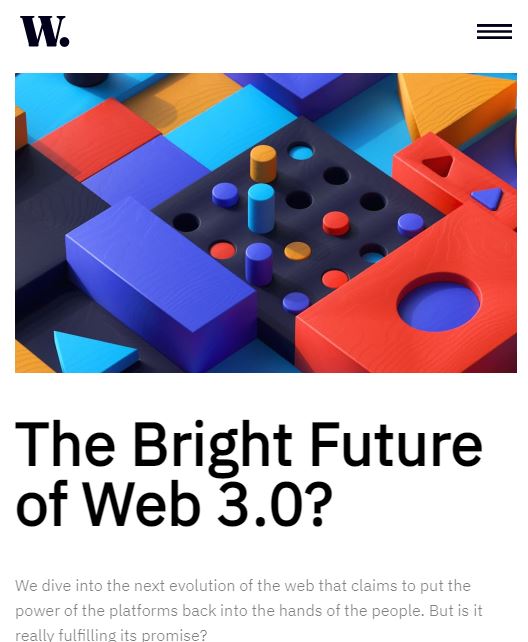 W.
The Bright Future
of Web 3.0?
We dive into the next evolution of the web that claims to put the
power of the platforms back into the hands of the people. But is it
really fulfilling its promise?